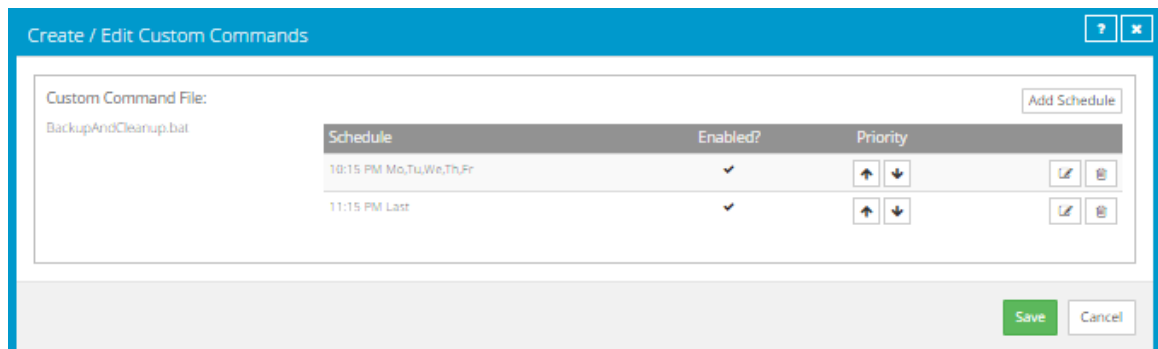 Create / Edit Custom Commands
?
Custom Command File:
Add Schedule
BackupAndCleanup.bat
Schedule Enabled? Priority
10:15 PM Mo,Tu,We,Th,Fr
11:15 PM Last
Save Cancel